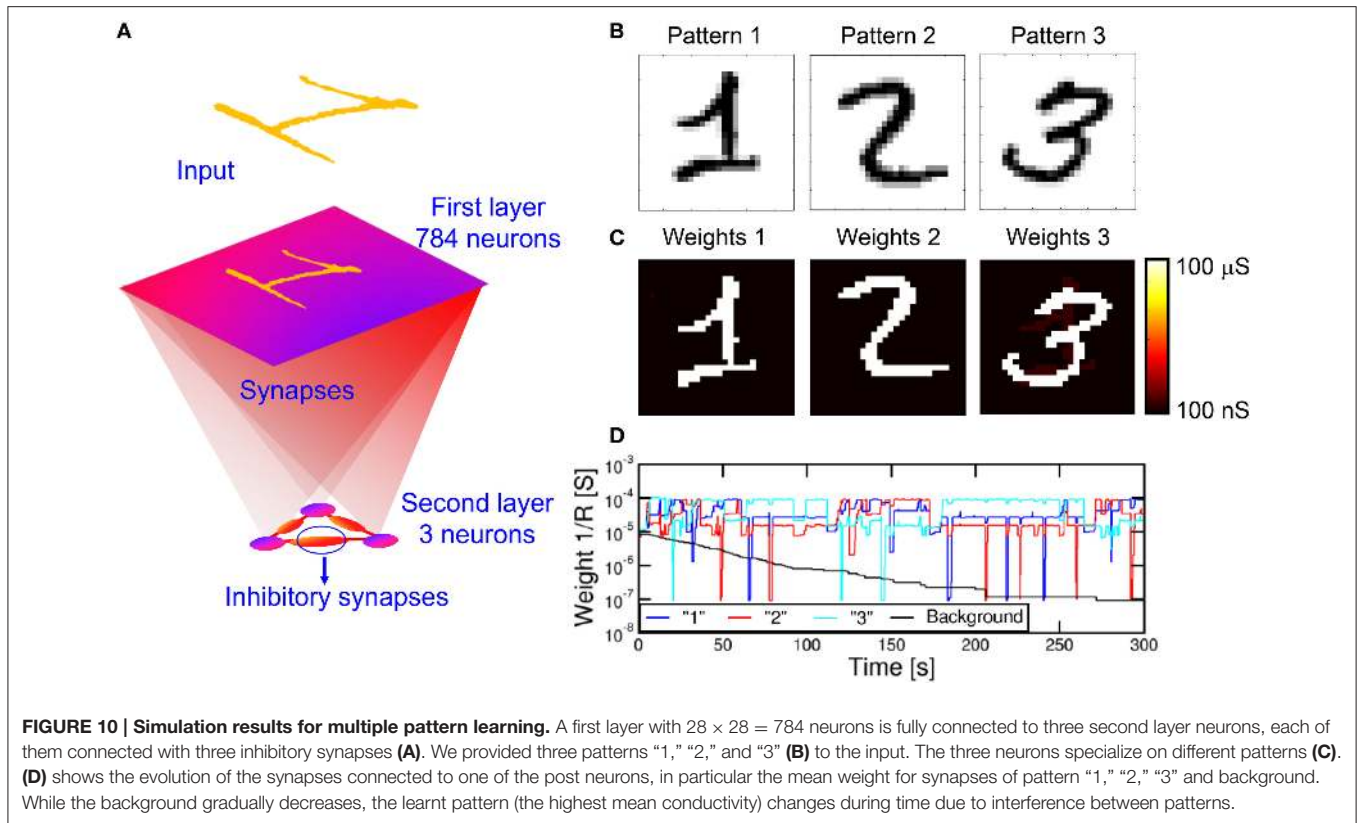 A
Input
First layer
784 neurons
Synapses
Second layer
3 neurons
Inhibitory synapses
B
Pattern 1 Pattern 2 Pattern 3
1 2 3
C
Weights 1 Weights 2 Weights 3
1 2 3
100 μS
100 nS
D
Weight 1/R [S]
10⁻³
10⁻⁴
10⁻⁵
10⁻⁶
10⁻⁷
10⁻⁸
"1" "2" "3" Background
0 50 100 150 200 250 300
Time [s]
FIGURE 10 | Simulation results for multiple pattern learning. A first layer with 28 × 28 = 784 neurons is fully connected to three second layer neurons, each of
them connected with three inhibitory synapses (A). We provided three patterns “1,” “2,” and “3” (B) to the input. The three neurons specialize on different patterns (C).
(D) shows the evolution of the synapses connected to one of the post neurons, in particular the mean weight for synapses of pattern “1,” “2,” “3” and background.
While the background gradually decreases, the learnt pattern (the highest mean conductivity) changes during time due to interference between patterns.